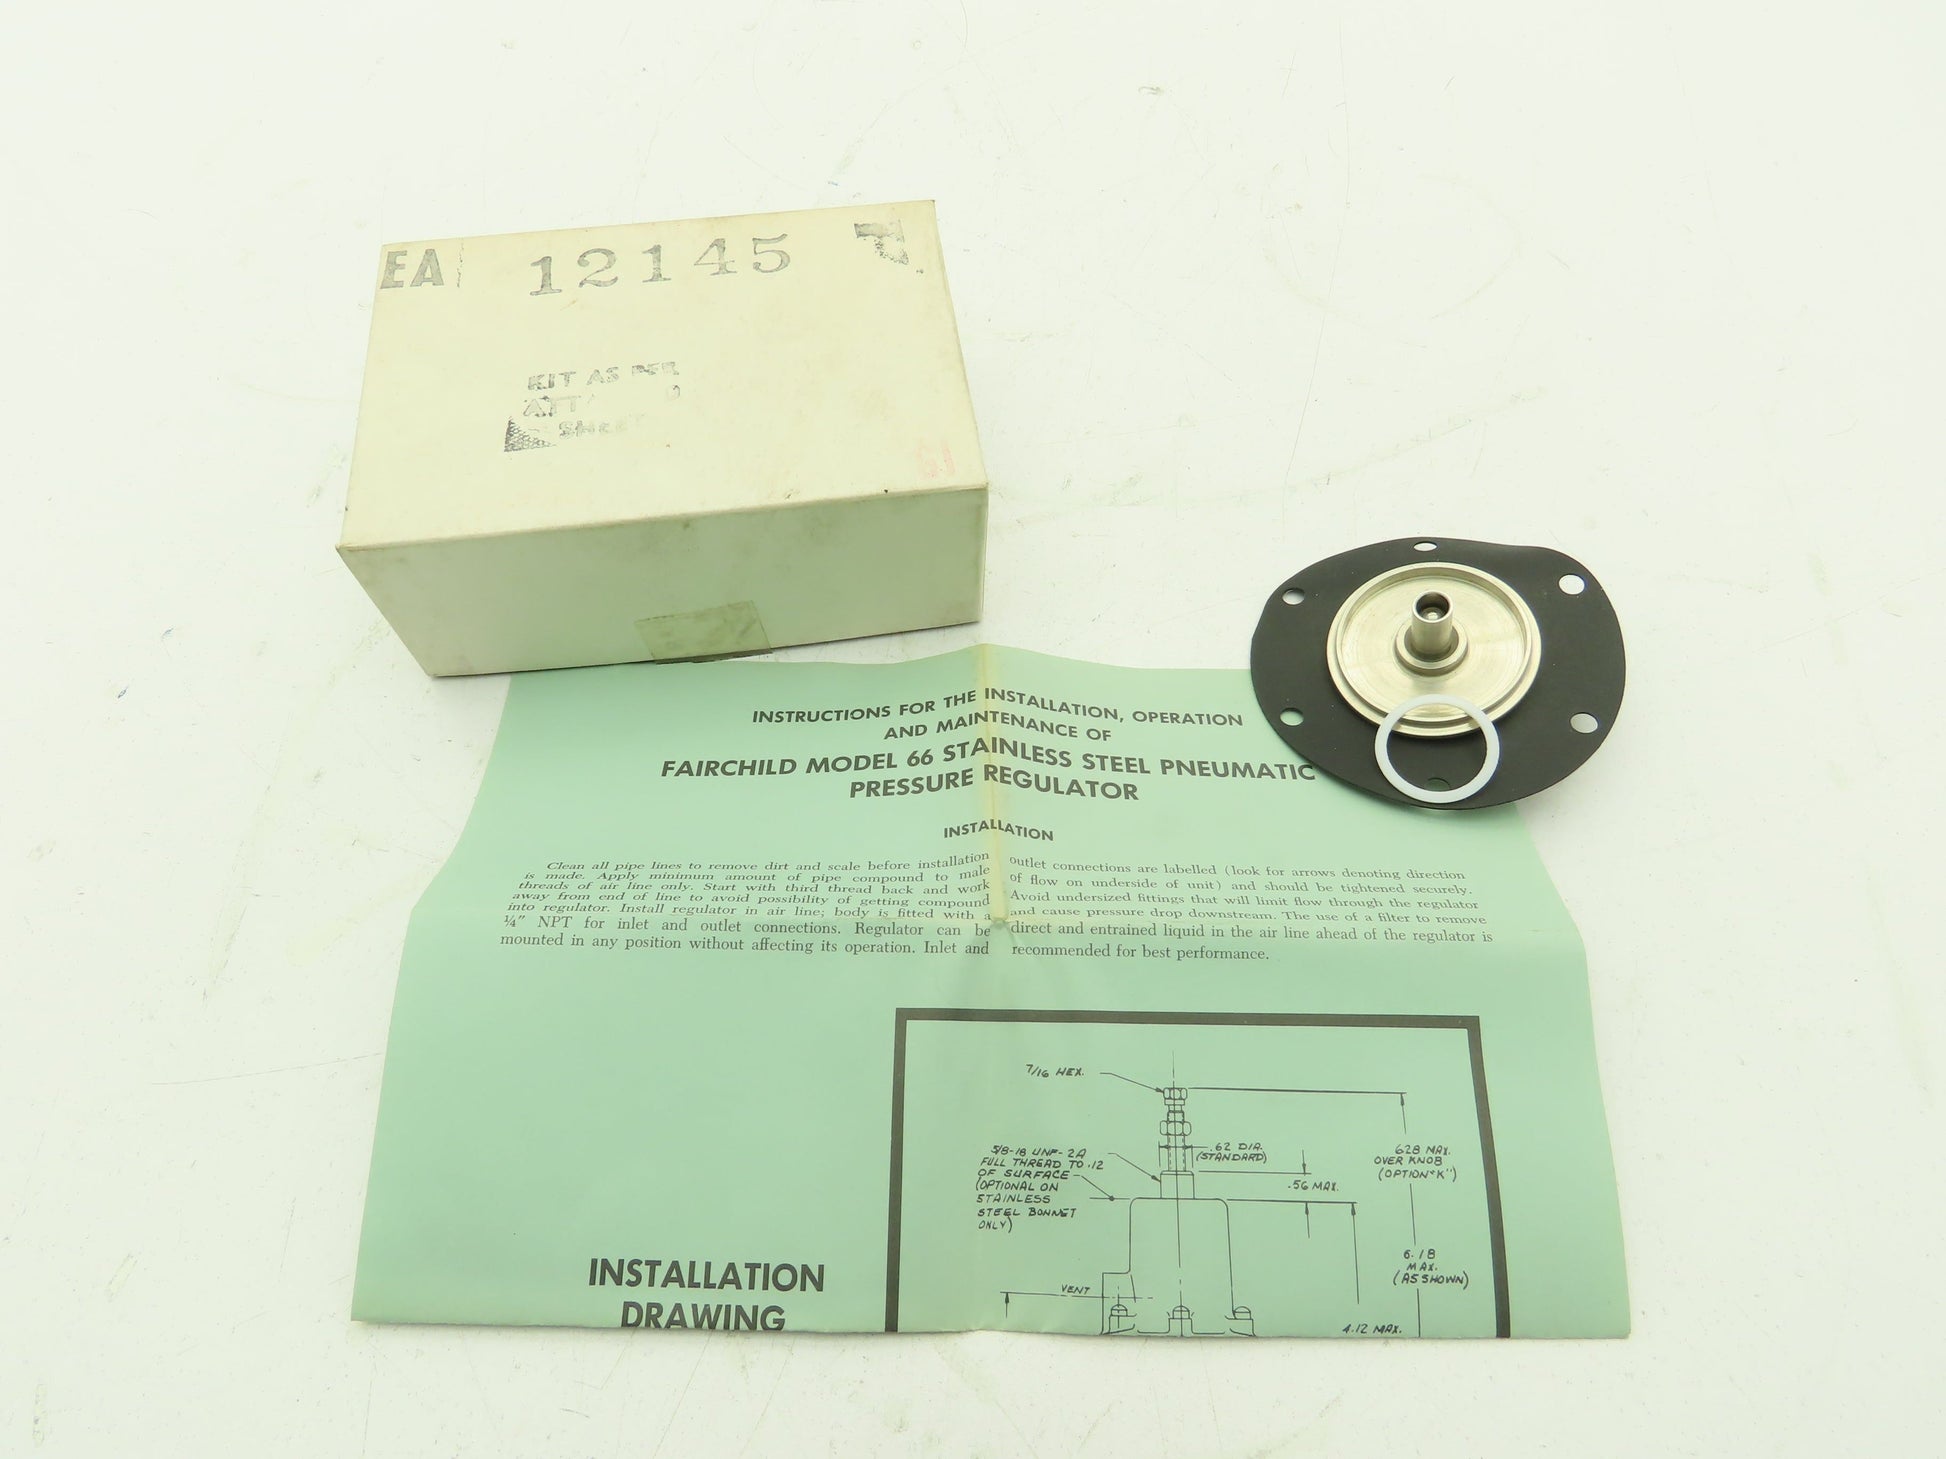 EA 12145
KIT AS PER
SHEET
19
INSTRUCTIONS FOR THE INSTALLATION, OPERATION
AND MAINTENANCE OF
FAIRCHILD MODEL 66 STAINLESS STEEL PNEUMATIC
PRESSURE REGULATOR
INSTALLATION
Clean all pipe lines to remove dirt and scale before installation
is made. Apply minimum amount of pipe compound to male
threads of air line only. Start with third thread back and work
away from end of line to avoid possibility of getting compound
into regulator. Install regulator in air line; body is fitted with a
¼" NPT for inlet and outlet connections. Regulator can be
mounted in any position without affecting its operation. Inlet and
outlet connections are labelled (look for arrows denoting direction
of flow on underside of unit) and should be tightened securely.
Avoid undersized fittings that will limit flow through the regulator
and cause pressure drop downstream. The use of a filter to remove
direct and entrained liquid in the air line ahead of the regulator is
recommended for best performance.
INSTALLATION
DRAWING
7/16 HEX.
5/8-18 UNF-2A
FULL THREAD TO .12
OF SURFACE
(OPTIONAL ON
STAINLESS
STEEL BONNET
ONLY)
.62 DIA.
(STANDARD)
.56 MAX.
6.28 MAX.
OVER KNOB
(OPTION "K")
6.18
MAX.
(AS SHOWN)
VENT
4.12 MAX.